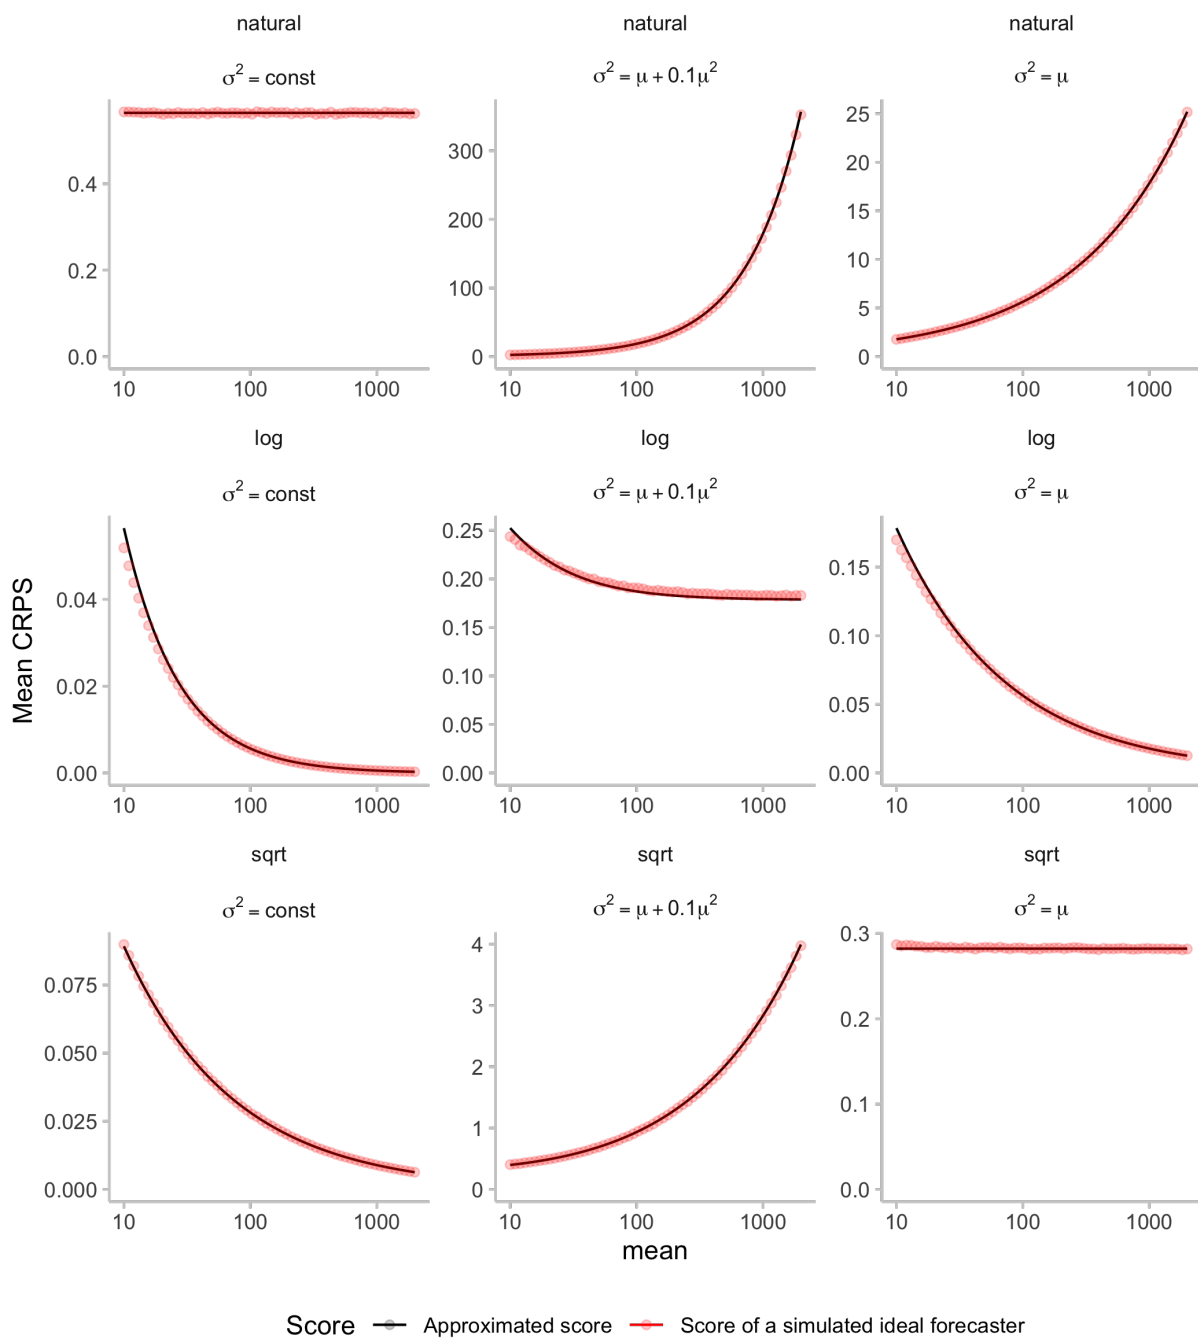 natural
natural
natural
σ² = const
σ² = μ + 0.1μ²
σ² = μ
0.4
0.2
0.0
300
200
100
0
25
20
15
10
5
0
10 100 1000
10 100 1000
10 100 1000
log
log
log
σ² = const
σ² = μ + 0.1μ²
σ² = μ
Mean CRPS
0.04
0.02
0.00
0.25
0.20
0.15
0.10
0.05
0.00
0.15
0.10
0.05
0.00
10 100 1000
10 100 1000
10 100 1000
sqrt
sqrt
sqrt
σ² = const
σ² = μ + 0.1μ²
σ² = μ
0.075
0.050
0.025
0.000
4
3
2
1
0
0.3
0.2
0.1
0.0
10 100 1000
10 100 1000
10 100 1000
mean
Score Approximated score Score of a simulated ideal forecaster